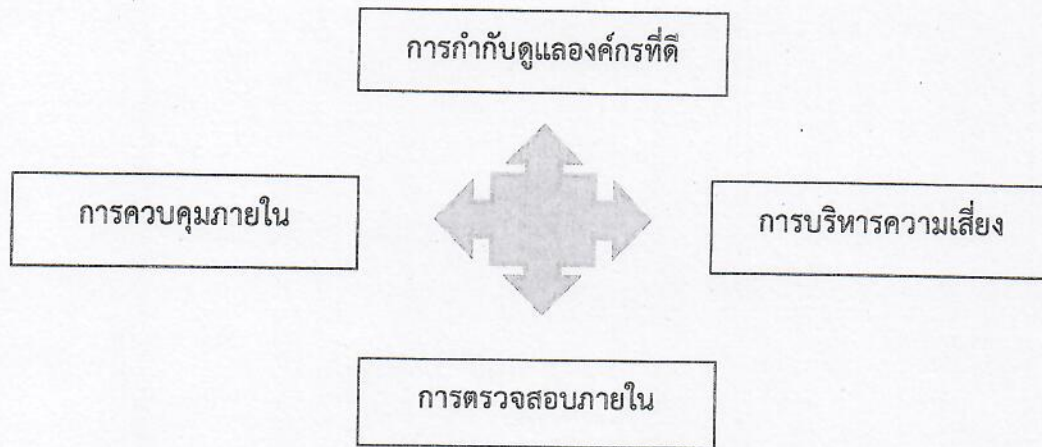 การกำกับดูแลองค์กรที่ดี
การควบคุมภายใน
การบริหารความเสี่ยง
การตรวจสอบภายใน